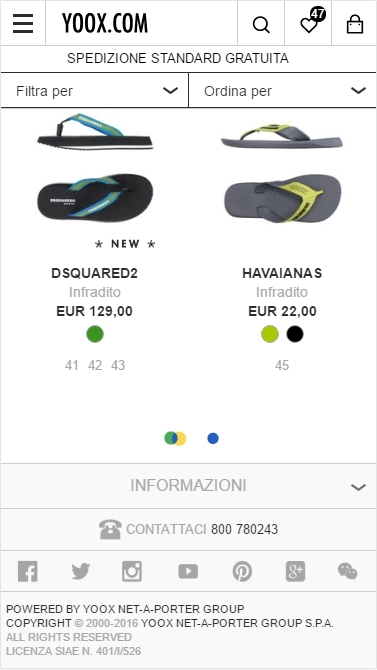 YOOX.COM
47
SPEDIZIONE STANDARD GRATUITA
Filtra per
Ordina per
DSQUARED2
* NEW *
DSQUARED2
Infradito
EUR 129,00
41 42 43
HAVAIANAS
Infradito
EUR 22,00
45
INFORMAZIONI
CONTATTACI 800 780243
POWERED BY YOOX NET-A-PORTER GROUP
COPYRIGHT © 2000-2016 YOOX NET-A-PORTER GROUP S.P.A.
ALL RIGHTS RESERVED
LICENZA SIAE N. 401/I/526